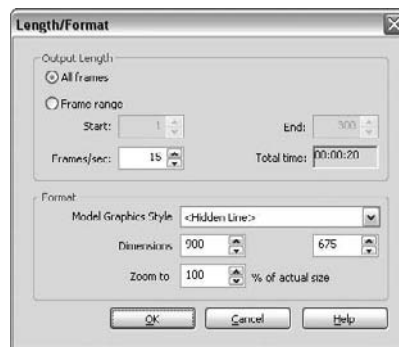 Length/Format
Output Length
All frames
Frame range
Start: 1 End: 300
Frames/sec: 15 Total time: 00:00:20
Format
Model Graphics Style <Hidden Line>
Dimensions 900 675
Zoom to 100 % of actual size
OK Cancel Help